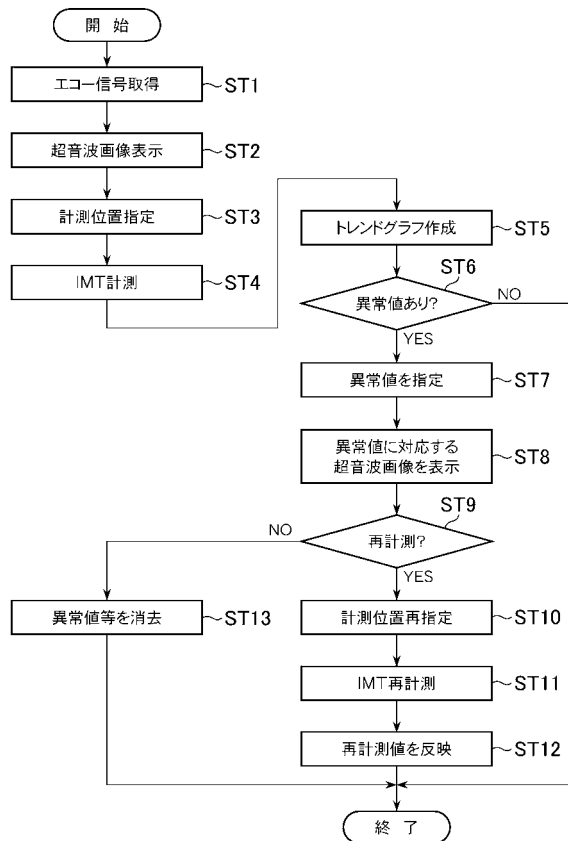 開 始
エコー信号取得
ST1
超音波画像表示
ST2
計測位置指定
ST3
IMT計測
ST4
トレンドグラフ作成
ST5
ST6
異常値あり?
NO
YES
異常値を指定
ST7
異常値に対応する
超音波画像を表示
ST8
ST9
NO
再計測?
YES
異常値等を消去
ST13
計測位置再指定
ST10
IMT再計測
ST11
再計測値を反映
ST12
終 了